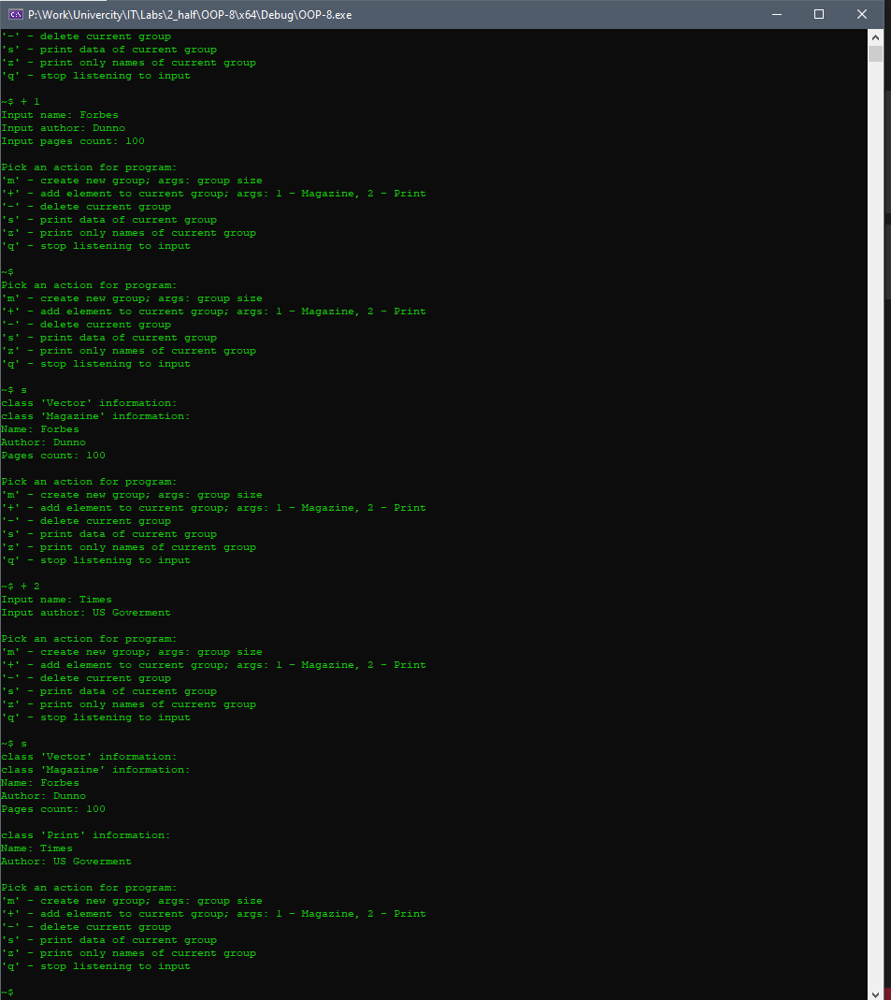 P:\Work\Univercity\IT\Labs\2_half\OOP-8\x64\Debug\OOP-8.exe
'-' - delete current group
's' - print data of current group
'z' - print only names of current group
'q' - stop listening to input
~$ + 1
Input name: Forbes
Input author: Dunno
Input pages count: 100
Pick an action for program:
'm' - create new group; args: group size
'+' - add element to current group; args: 1 - Magazine, 2 - Print
'-' - delete current group
's' - print data of current group
'z' - print only names of current group
'q' - stop listening to input
~$
Pick an action for program:
'm' - create new group; args: group size
'+' - add element to current group; args: 1 - Magazine, 2 - Print
'-' - delete current group
's' - print data of current group
'z' - print only names of current group
'q' - stop listening to input
~$ s
class 'Vector' information:
class 'Magazine' information:
Name: Forbes
Author: Dunno
Pages count: 100
Pick an action for program:
'm' - create new group; args: group size
'+' - add element to current group; args: 1 - Magazine, 2 - Print
'-' - delete current group
's' - print data of current group
'z' - print only names of current group
'q' - stop listening to input
~$ + 2
Input name: Times
Input author: US Goverment
Pick an action for program:
'm' - create new group; args: group size
'+' - add element to current group; args: 1 - Magazine, 2 - Print
'-' - delete current group
's' - print data of current group
'z' - print only names of current group
'q' - stop listening to input
~$ s
class 'Vector' information:
class 'Magazine' information:
Name: Forbes
Author: Dunno
Pages count: 100
class 'Print' information:
Name: Times
Author: US Goverment
Pick an action for program:
'm' - create new group; args: group size
'+' - add element to current group; args: 1 - Magazine, 2 - Print
'-' - delete current group
's' - print data of current group
'z' - print only names of current group
'q' - stop listening to input
~$